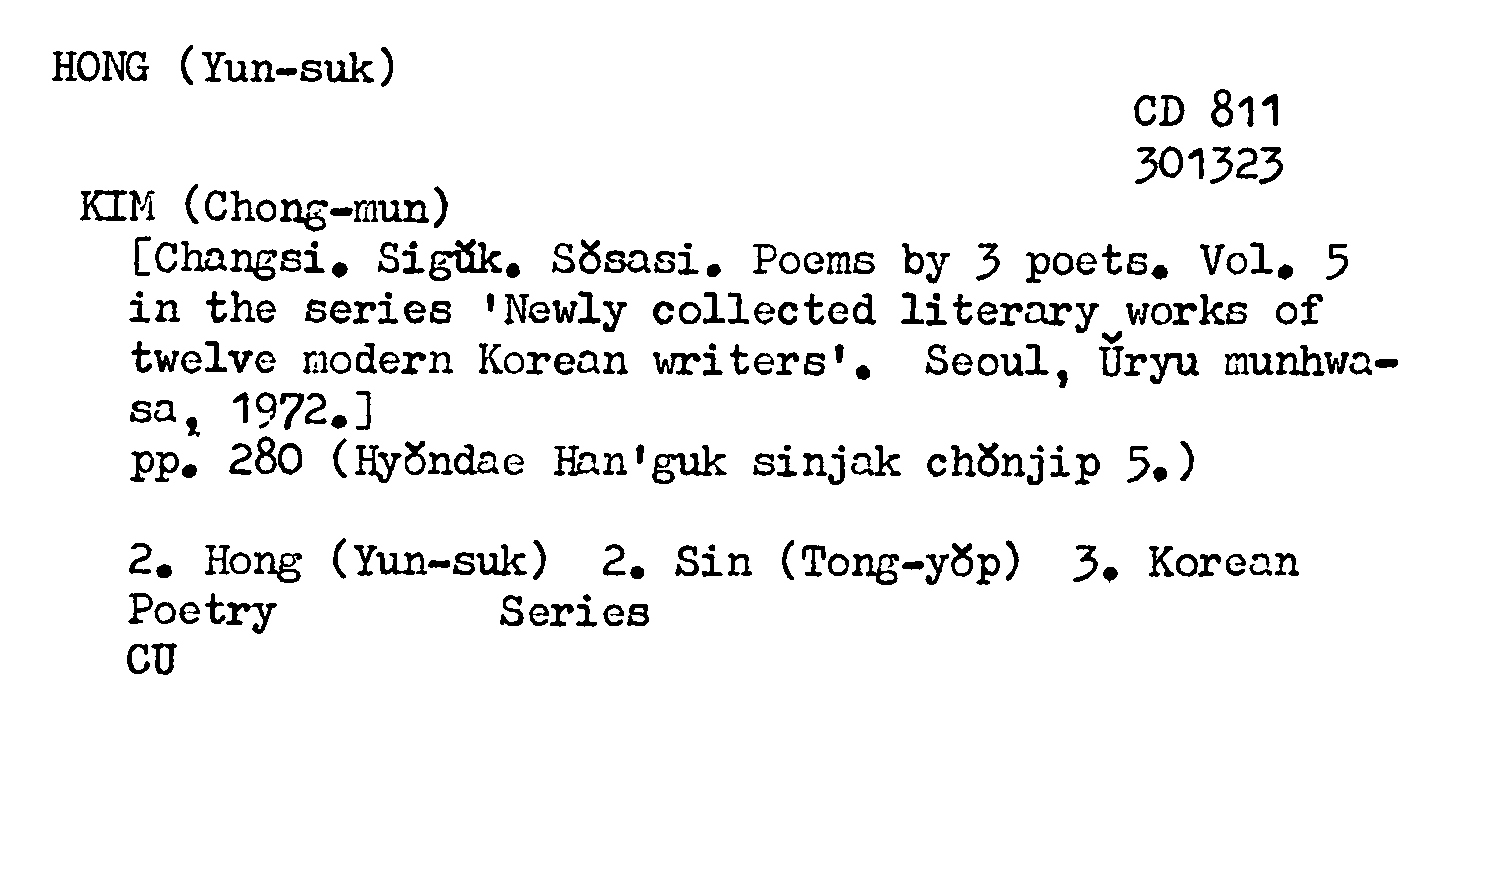 HONG (Yun-suk)
CD 811
301323
KIM (Chong-mun)
[Changsi. Sigŭk. Sŏsasi. Poems by 3 poets. Vol. 5
in the series 'Newly collected literary works of
twelve modern Korean writers'. Seoul, Ŭryu munhwa-
sa, 1972.]
pp. 280 (Hyŏndae Han'guk sinjak chŏnjip 5.)
2. Hong (Yun-suk) 2. Sin (Tong-yŏp) 3. Korean
Poetry Series
CU